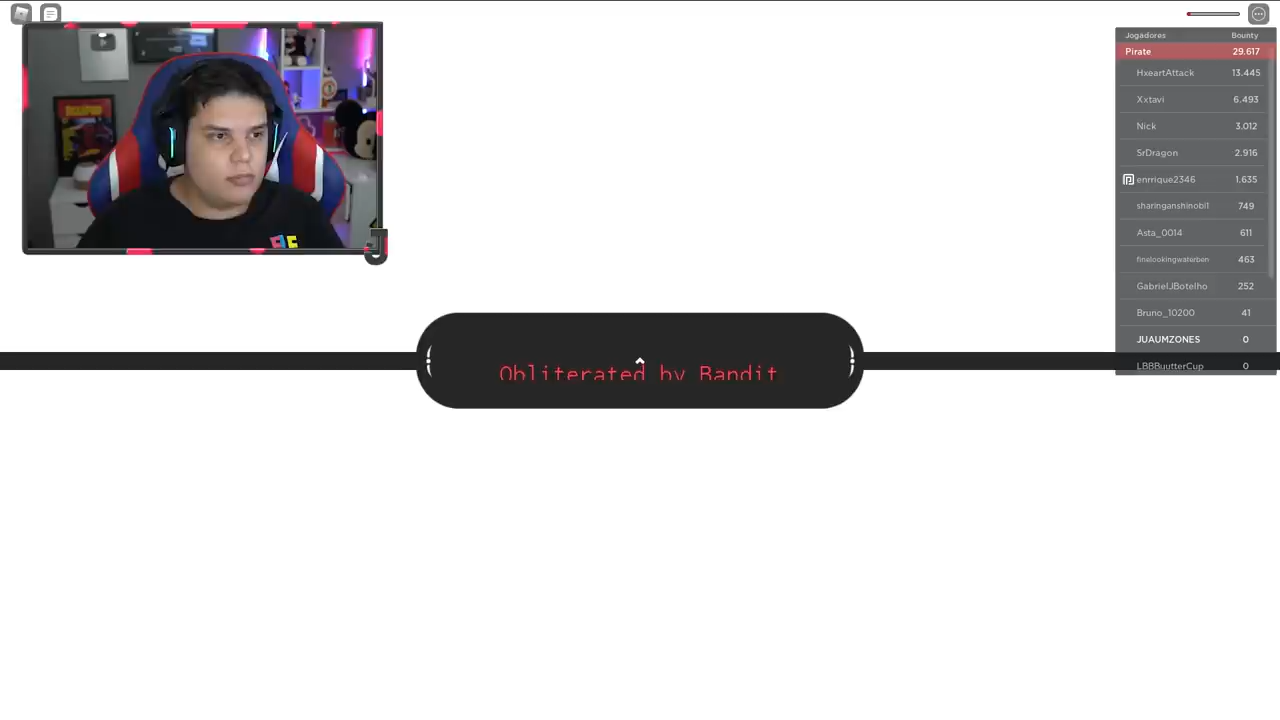 Jogadores Bounty
Pirate 29.617
HxeartAttack 13.445
Xxtavi 6.493
Nick 3.012
SrDragon 2.916
enrrique2346 1.635
sharinganshinobi1 749
Asta_0014 611
finelookingwaterben 463
GabrielJBotelho 252
Bruno_10200 41
JUAUMZONES 0
LBBBuutterCup 0
Obliterated by Bandit
J